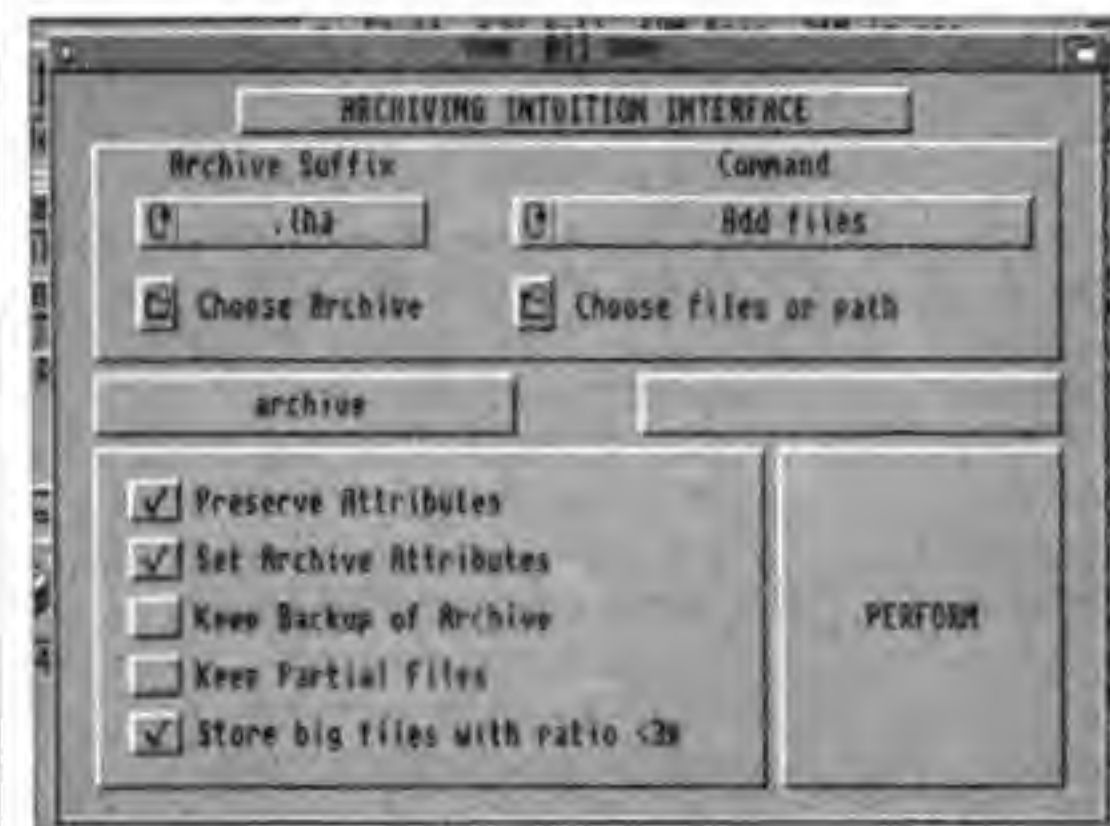 AII
ARCHIVING INTUITION INTERFACE
Archive Suffix
Command
.lha
Add files
Choose Archive
Choose files or path
archive
Preserve Attributes
Set Archive Attributes
Keep Backup of Archive
Keep Partial Files
Store big files with ratio <3%
PERFORM